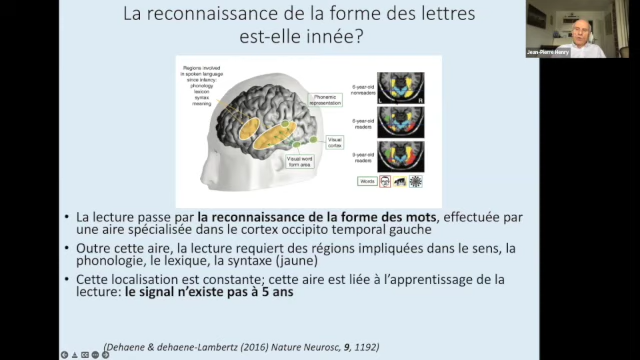 La reconnaissance de la forme des lettres
est-elle innée?
Jean-Pierre Henry
Regions involved
in spoken language
since infancy:
phonology
lexicon
syntax
meaning
Phonemic
representation
Visual
cortex
Visual word
form area
6-year-old
nonreaders
L R
6-year-old
readers
9-year-old
readers
Words
• La lecture passe par la reconnaissance de la forme des mots, effectuée par
une aire spécialisée dans le cortex occipito temporal gauche
• Outre cette aire, la lecture requiert des régions impliquées dans le sens, la
phonologie, le lexique, la syntaxe (jaune)
• Cette localisation est constante; cette aire est liée à l'apprentissage de la
lecture: le signal n'existe pas à 5 ans
(Dehaene & dehaene-Lambertz (2016) Nature Neurosc, 9, 1192)